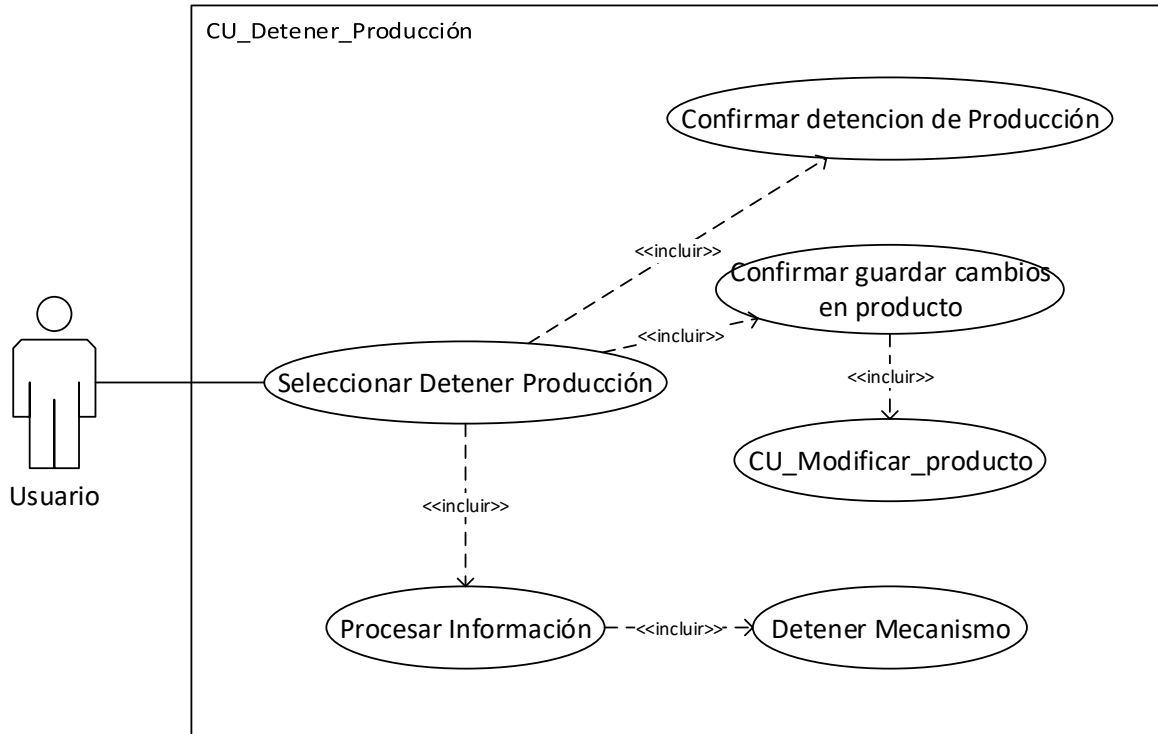 CU_Detener_Producción
Confirmar detencion de Producción
<<incluir>>
Confirmar guardar cambios
en producto
<<incluir>>
<<incluir>>
Seleccionar Detener Producción
CU_Modificar_producto
Usuario
<<incluir>>
Procesar Información
<<incluir>>
Detener Mecanismo